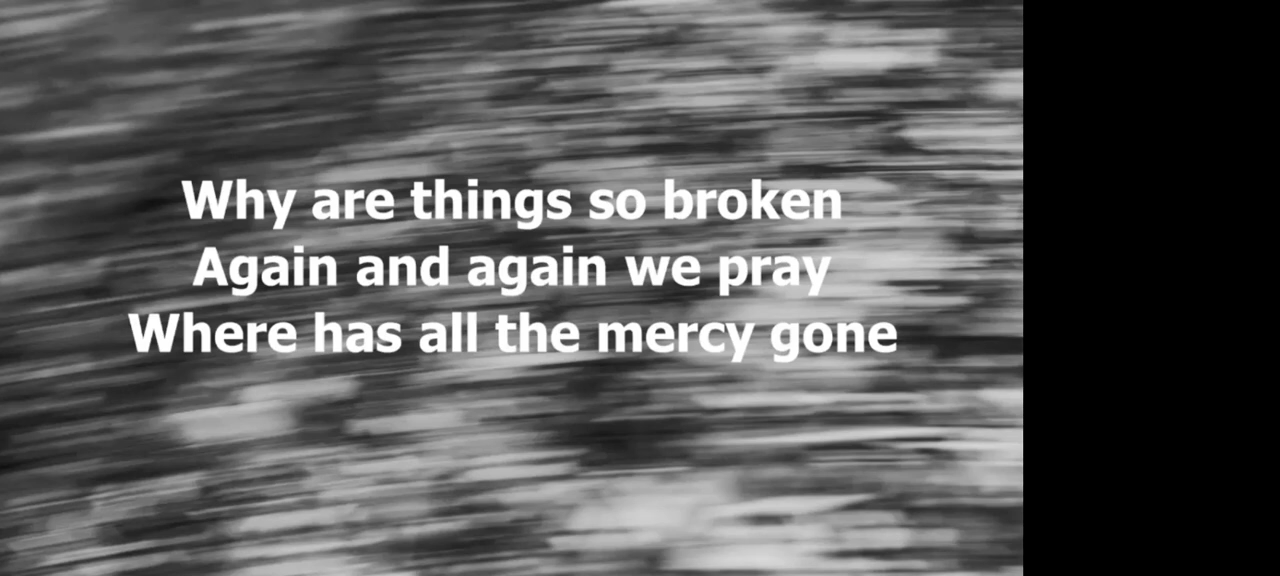 Why are things so broken
Again and again we pray
Where has all the mercy gone